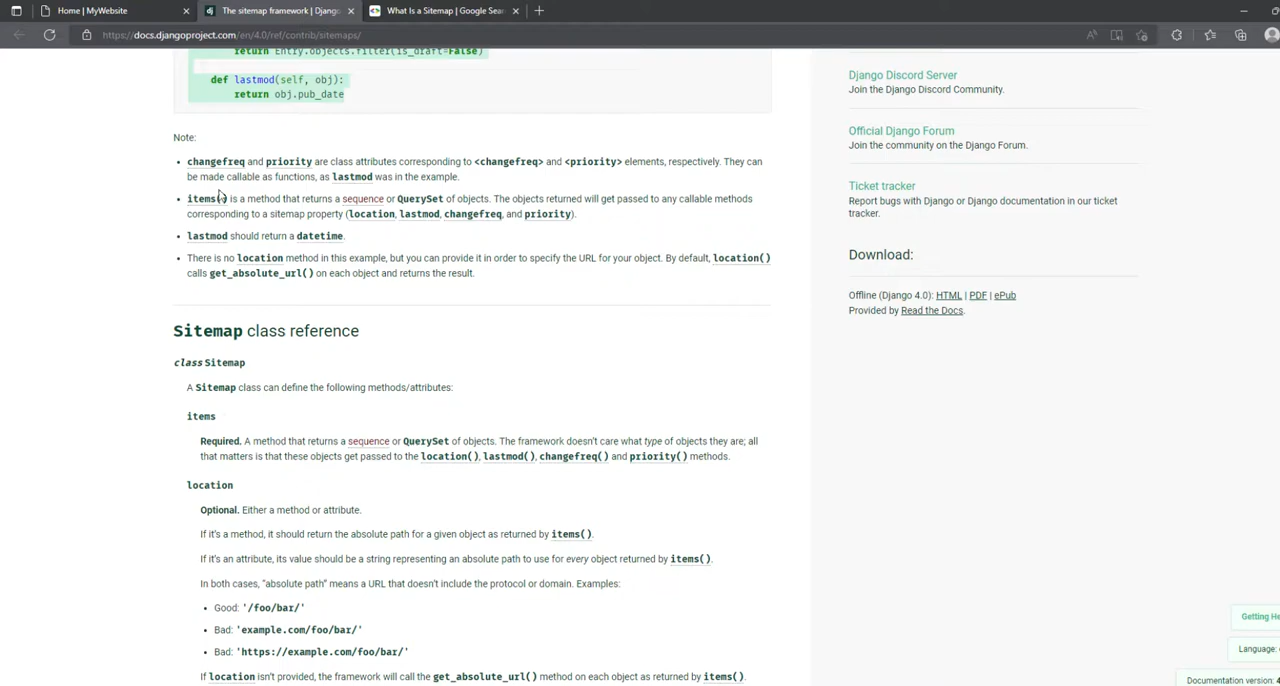 Home | MyWebsite
The sitemap framework | Django
What Is a Sitemap | Google Sear
https://docs.djangoproject.com/en/4.0/ref/contrib/sitemaps/
return Entry.objects.filter(is_draft=False)
def lastmod(self, obj):
return obj.pub_date
Note:
• changefreq and priority are class attributes corresponding to <changefreq> and <priority> elements, respectively. They can
be made callable as functions, as lastmod was in the example.
• items() is a method that returns a sequence or QuerySet of objects. The objects returned will get passed to any callable methods
corresponding to a sitemap property (location, lastmod, changefreq, and priority).
• lastmod should return a datetime.
• There is no location method in this example, but you can provide it in order to specify the URL for your object. By default, location()
calls get_absolute_url() on each object and returns the result.
Sitemap class reference
class Sitemap
A Sitemap class can define the following methods/attributes:
items
Required. A method that returns a sequence or QuerySet of objects. The framework doesn't care what type of objects they are; all
that matters is that these objects get passed to the location(), lastmod(), changefreq() and priority() methods.
location
Optional. Either a method or attribute.
If it's a method, it should return the absolute path for a given object as returned by items().
If it's an attribute, its value should be a string representing an absolute path to use for every object returned by items().
In both cases, "absolute path" means a URL that doesn't include the protocol or domain. Examples:
• Good: '/foo/bar/'
• Bad: 'example.com/foo/bar/'
• Bad: 'https://example.com/foo/bar/'
If location isn't provided, the framework will call the get_absolute_url() method on each object as returned by items().
Django Discord Server
Join the Django Discord Community.
Official Django Forum
Join the community on the Django Forum.
Ticket tracker
Report bugs with Django or Django documentation in our ticket
tracker.
Download:
Offline (Django 4.0): HTML | PDF | ePub
Provided by Read the Docs.
Getting He
Language:
Documentation version: 4